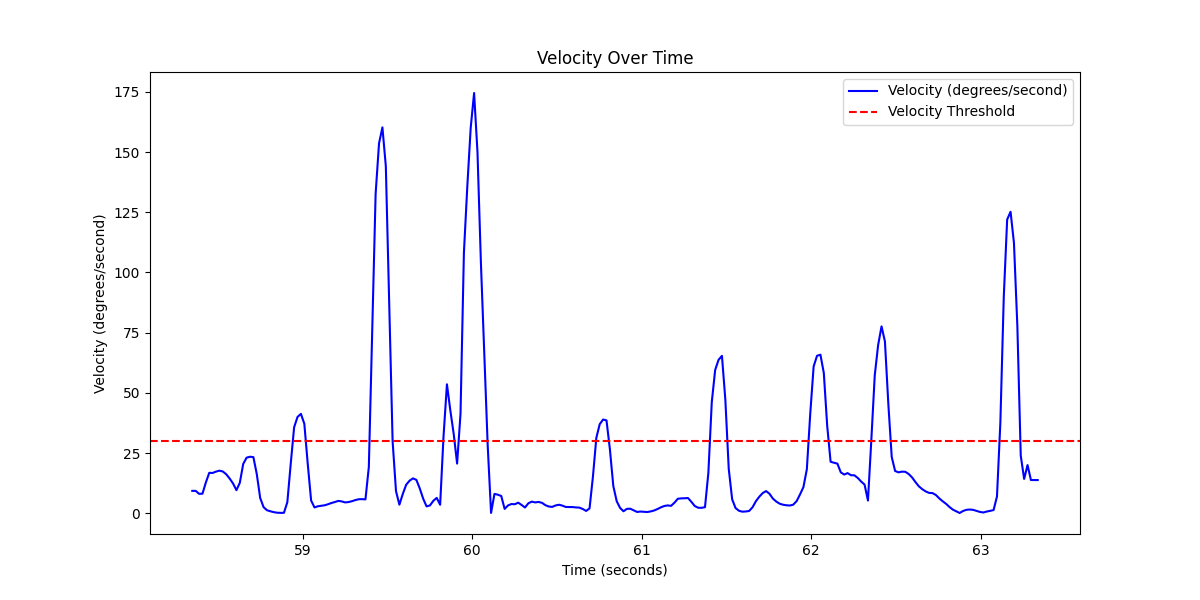 Velocity Over Time
Velocity (degrees/second)
Velocity Threshold
175
150
125
100
75
50
25
0
Velocity (degrees/second)
59
60
61
62
63
Time (seconds)